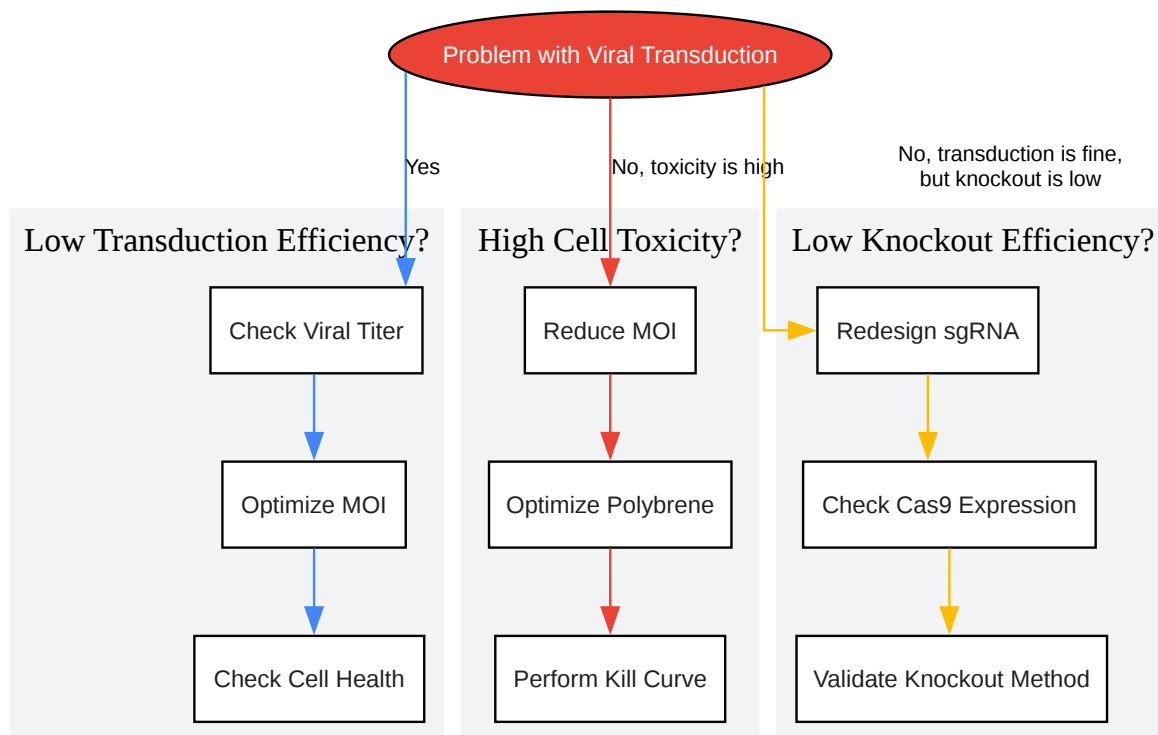 Problem with Viral Transduction
Yes
No, toxicity is high
No, transduction is fine,
but knockout is low
Low Transduction Efficiency?
High Cell Toxicity?
Low Knockout Efficiency?
Check Viral Titer
Reduce MOI
Redesign sgRNA
Optimize MOI
Optimize Polybrene
Check Cas9 Expression
Check Cell Health
Perform Kill Curve
Validate Knockout Method